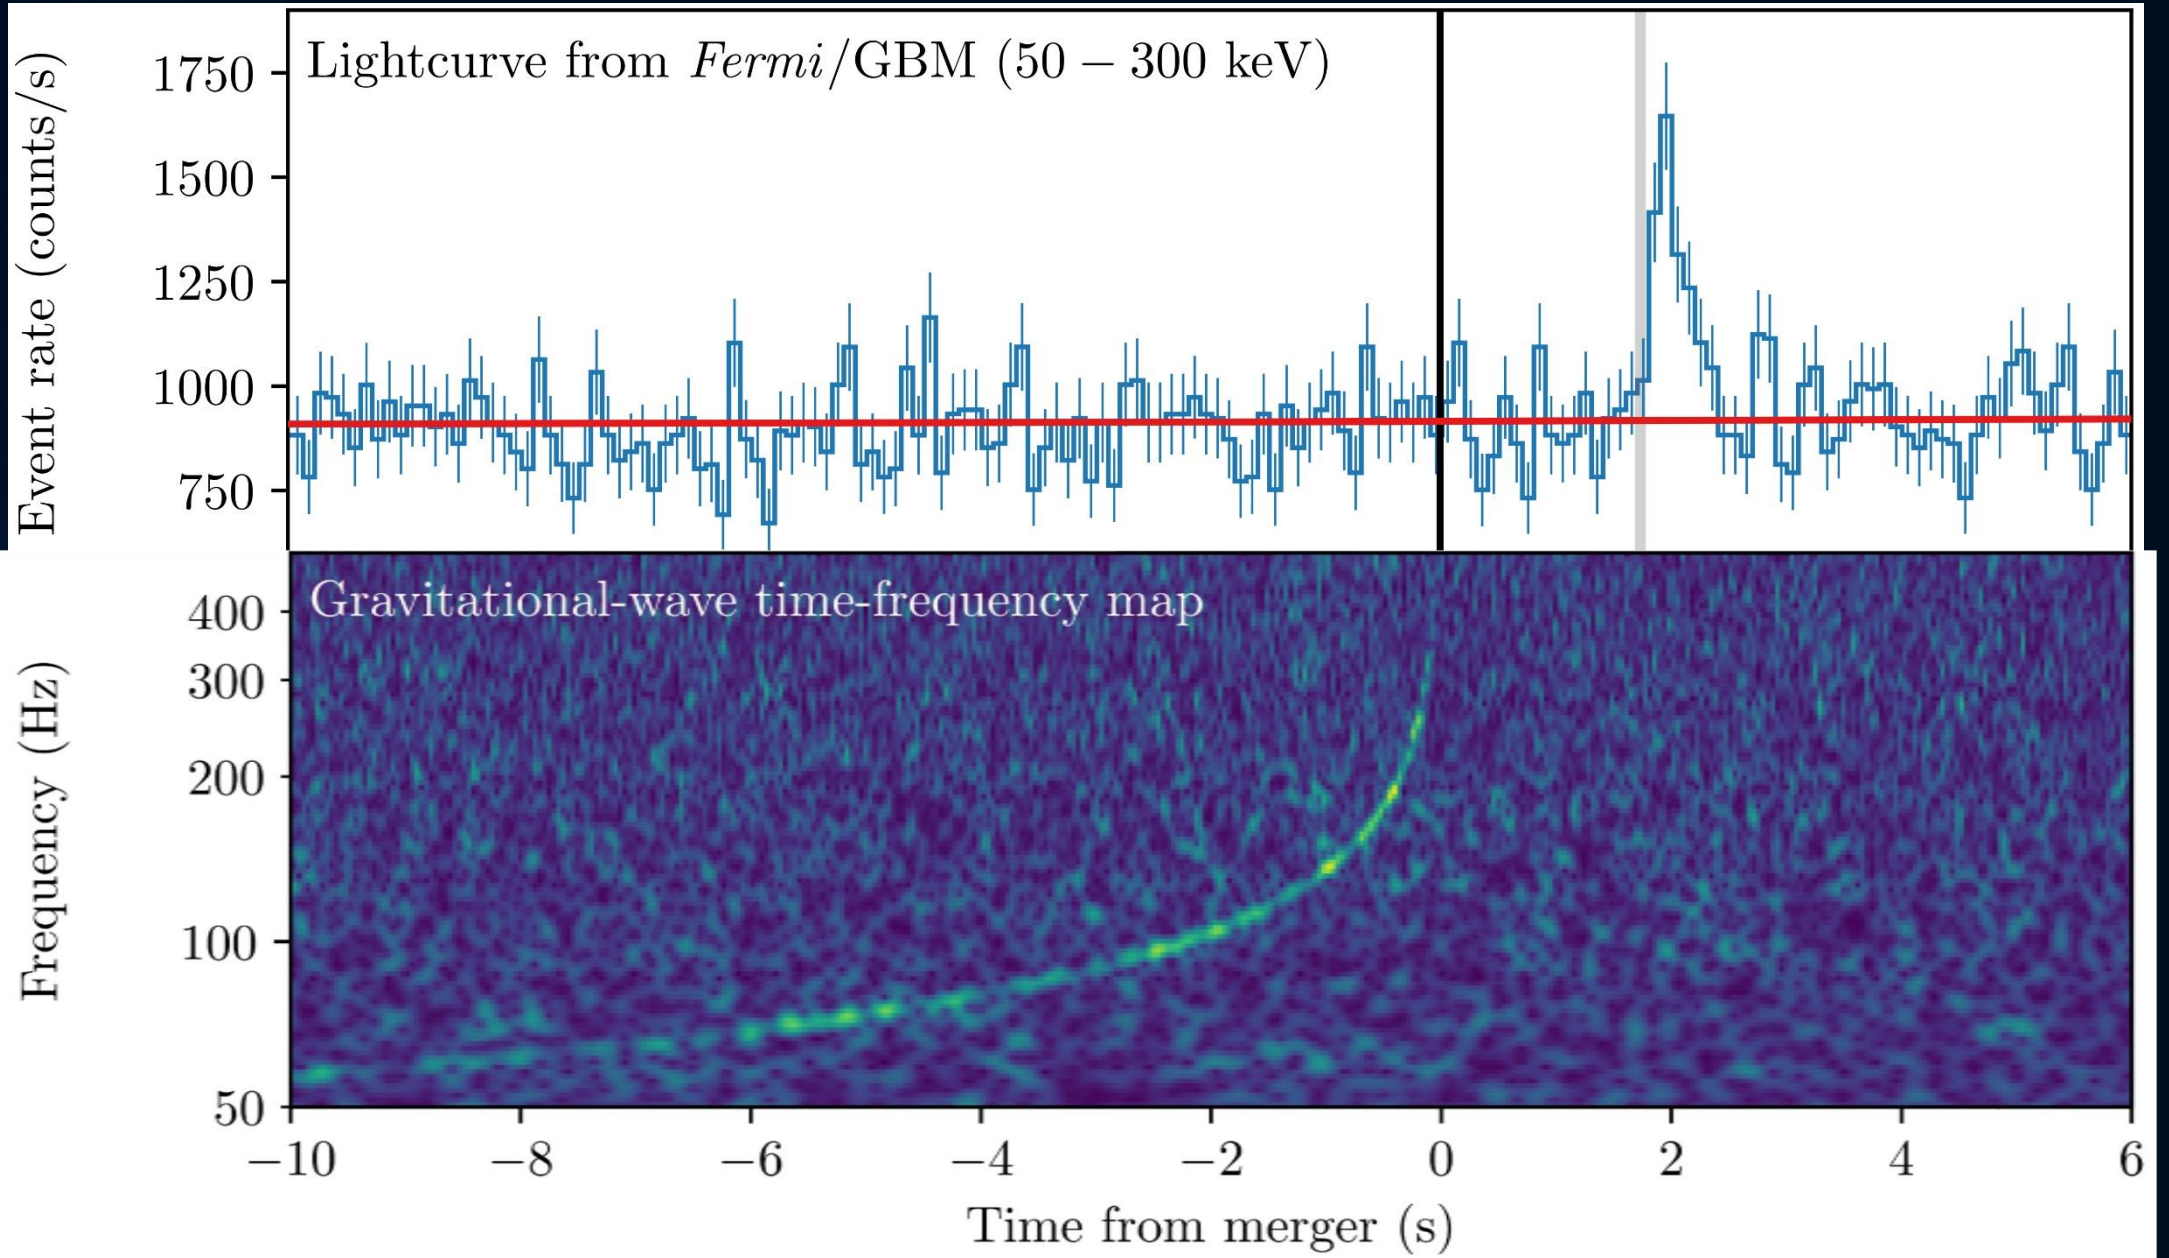 Lightcurve from Fermi/GBM (50 – 300 keV)
Event rate (counts/s)
1750
1500
1250
1000
750
Gravitational-wave time-frequency map
Frequency (Hz)
400
300
200
100
50
−10 −8 −6 −4 −2 0 2 4 6
Time from merger (s)